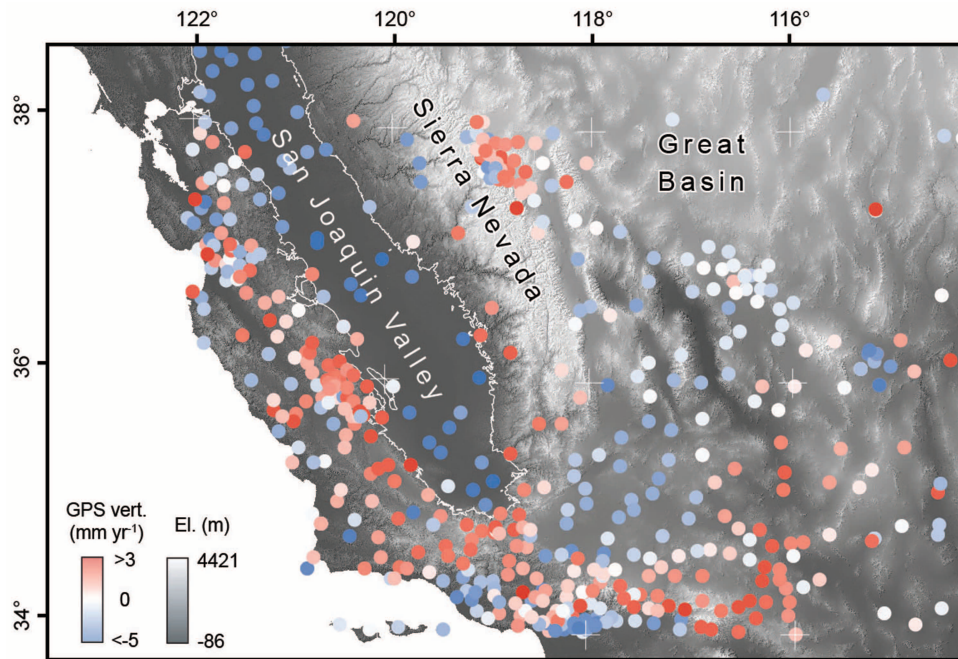 122° 120° 118° 116°
38°
36°
34°
San Joaquin Valley
Sierra Nevada
Great
Basin
GPS vert.
(mm yr⁻¹)
>3
0
<-5
El. (m)
4421
-86